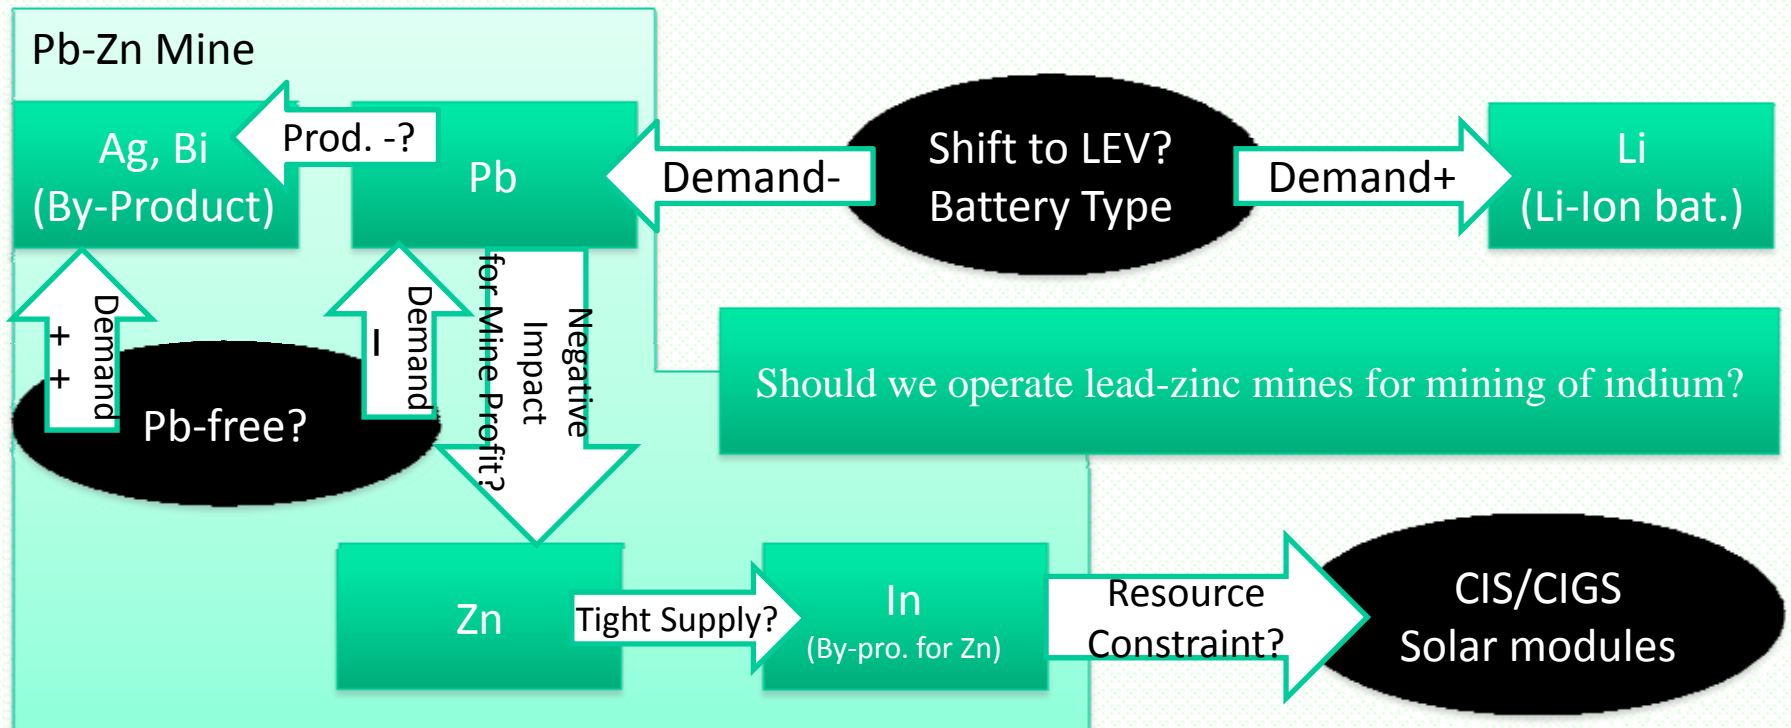 Pb-Zn Mine
Ag, Bi
(By-Product)
Prod. -?
Pb
Demand-
Shift to LEV?
Battery Type
Demand+
Li
(Li-Ion bat.)
Demand
+ +
Demand
–
Negative
Impact
for Mine Profit?
Pb-free?
Should we operate lead-zinc mines for mining of indium?
Zn
Tight Supply?
In
(By-pro. for Zn)
Resource
Constraint?
CIS/CIGS
Solar modules